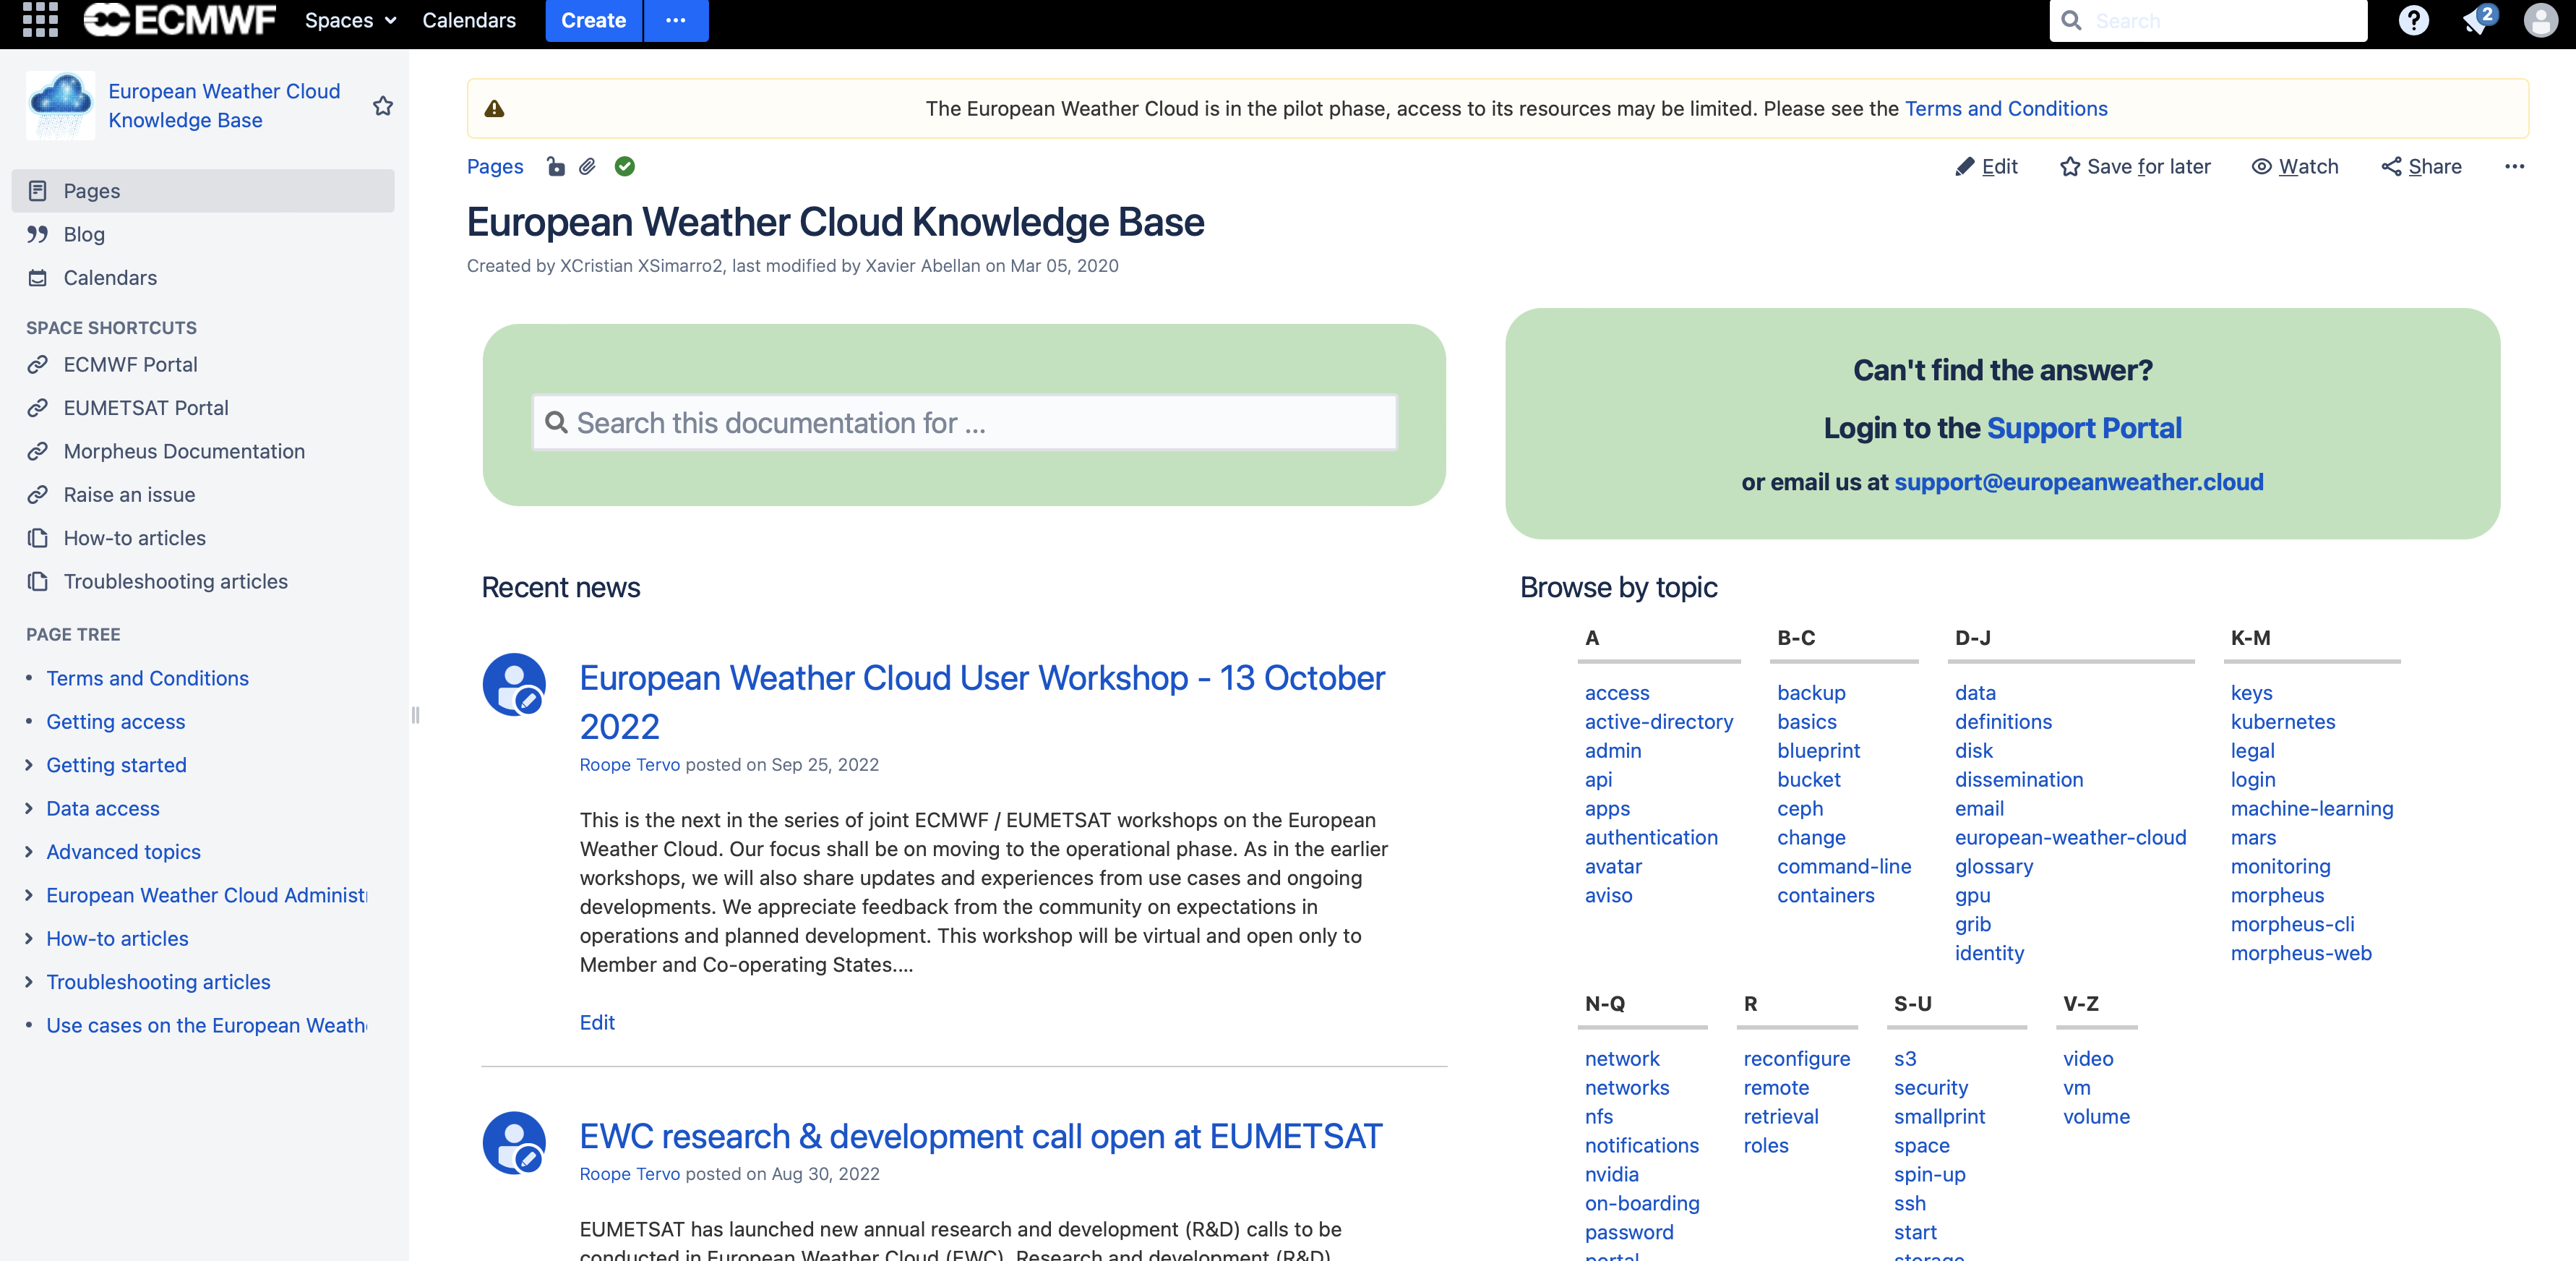 ECMWF
Spaces
Calendars
Create
Search
2
European Weather Cloud
Knowledge Base
Pages
Blog
Calendars
SPACE SHORTCUTS
ECMWF Portal
EUMETSAT Portal
Morpheus Documentation
Raise an issue
How-to articles
Troubleshooting articles
PAGE TREE
Terms and Conditions
Getting access
Getting started
Data access
Advanced topics
European Weather Cloud Administr
How-to articles
Troubleshooting articles
Use cases on the European Weath
The European Weather Cloud is in the pilot phase, access to its resources may be limited. Please see the Terms and Conditions
Pages
Edit
Save for later
Watch
Share
European Weather Cloud Knowledge Base
Created by XCristian XSimarro2, last modified by Xavier Abellan on Mar 05, 2020
Search this documentation for ...
Can't find the answer?
Login to the Support Portal
or email us at support@europeanweather.cloud
Recent news
European Weather Cloud User Workshop - 13 October
2022
Roope Tervo posted on Sep 25, 2022
This is the next in the series of joint ECMWF / EUMETSAT workshops on the European
Weather Cloud. Our focus shall be on moving to the operational phase. As in the earlier
workshops, we will also share updates and experiences from use cases and ongoing
developments. We appreciate feedback from the community on expectations in
operations and planned development. This workshop will be virtual and open only to
Member and Co-operating States....
Edit
EWC research & development call open at EUMETSAT
Roope Tervo posted on Aug 30, 2022
EUMETSAT has launched new annual research and development (R&D) calls to be
conducted in European Weather Cloud (EWC). Research and development (R&D)
Browse by topic
A
access
active-directory
admin
api
apps
authentication
avatar
aviso
B-C
backup
basics
blueprint
bucket
ceph
change
command-line
containers
D-J
data
definitions
disk
dissemination
email
european-weather-cloud
glossary
gpu
grib
identity
K-M
keys
kubernetes
legal
login
machine-learning
mars
monitoring
morpheus
morpheus-cli
morpheus-web
N-Q
network
networks
nfs
notifications
nvidia
on-boarding
password
portal
R
reconfigure
remote
retrieval
roles
S-U
s3
security
smallprint
space
spin-up
ssh
start
storage
V-Z
video
vm
volume